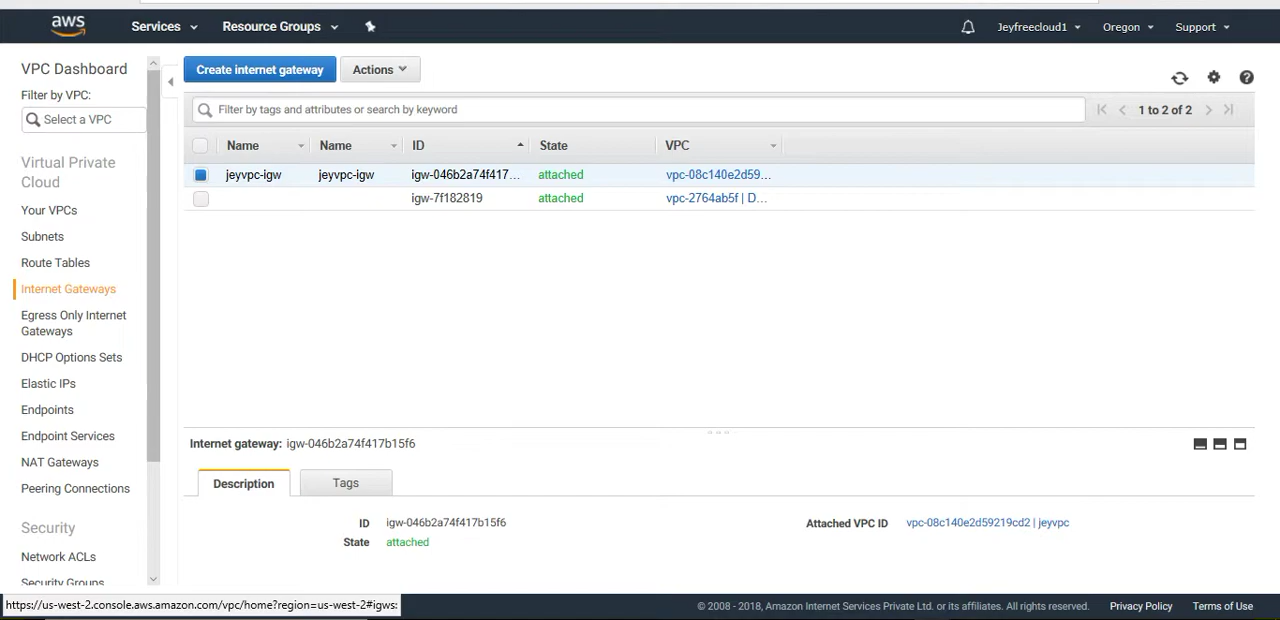 aws
Services
Resource Groups
Jeyfreecloud1
Oregon
Support
VPC Dashboard
Filter by VPC:
Select a VPC
Virtual Private
Cloud
Your VPCs
Subnets
Route Tables
Internet Gateways
Egress Only Internet
Gateways
DHCP Options Sets
Elastic IPs
Endpoints
Endpoint Services
NAT Gateways
Peering Connections
Security
Network ACLs
Security Groups
Create internet gateway
Actions
Filter by tags and attributes or search by keyword
1 to 2 of 2
Name Name ID State VPC
jeyvpc-igw jeyvpc-igw igw-046b2a74f417... attached vpc-08c140e2d59...
igw-7f182819 attached vpc-2764ab5f | D...
Internet gateway: igw-046b2a74f417b15f6
Description
Tags
ID igw-046b2a74f417b15f6
State attached
Attached VPC ID vpc-08c140e2d59219cd2 | jeyvpc
https://us-west-2.console.aws.amazon.com/vpc/home?region=us-west-2#igws:
© 2008 - 2018, Amazon Internet Services Private Ltd. or its affiliates. All rights reserved.
Privacy Policy
Terms of Use